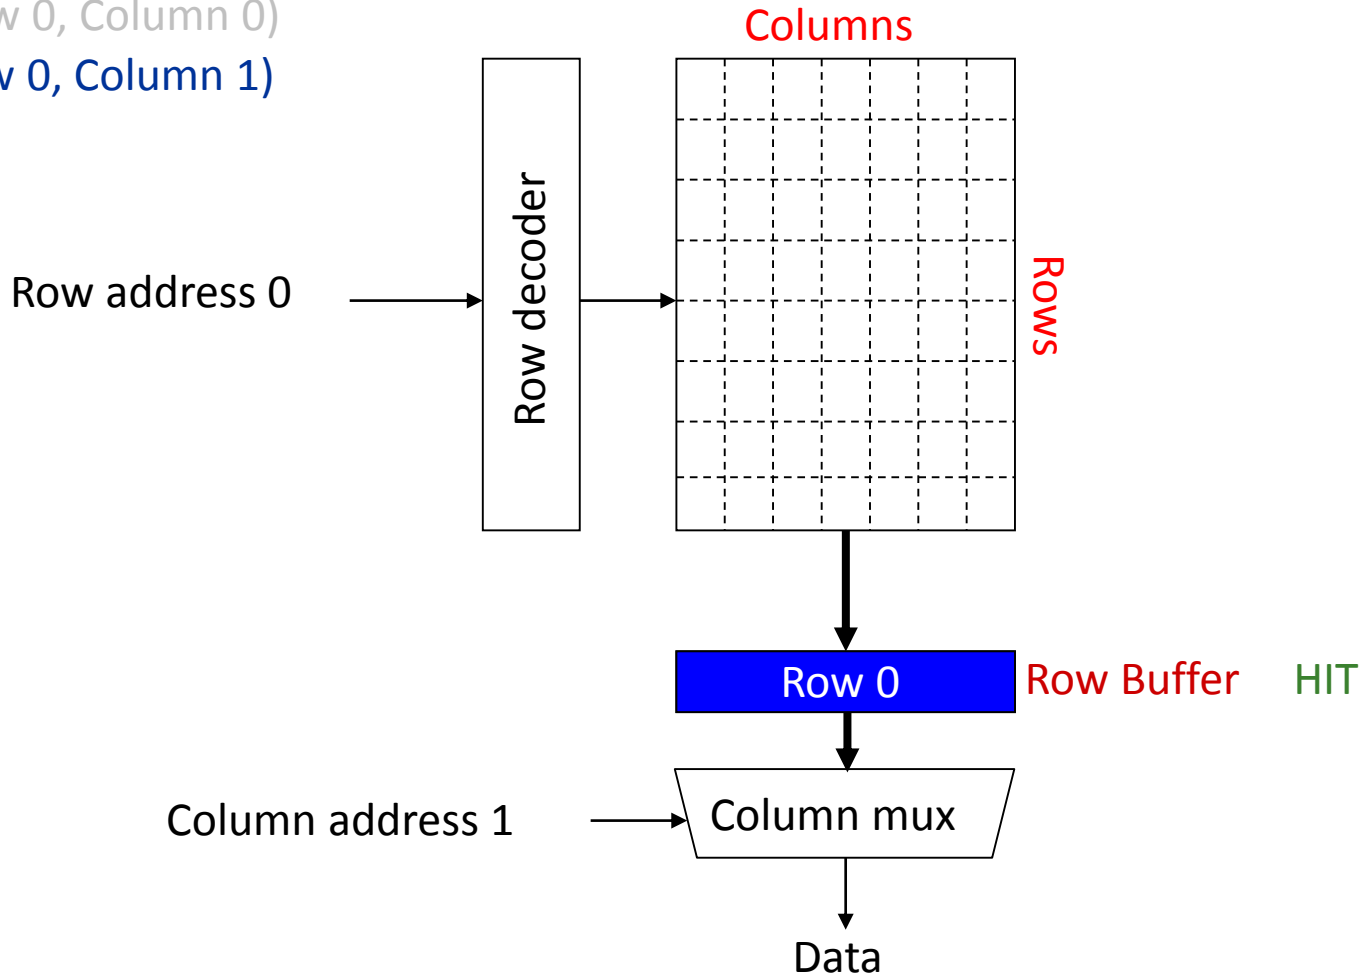 w 0, Column 0)
w 0, Column 1)
Columns
Row decoder
Row address 0
Rows
Row 0
Row Buffer
HIT
Column address 1
Column mux
Data